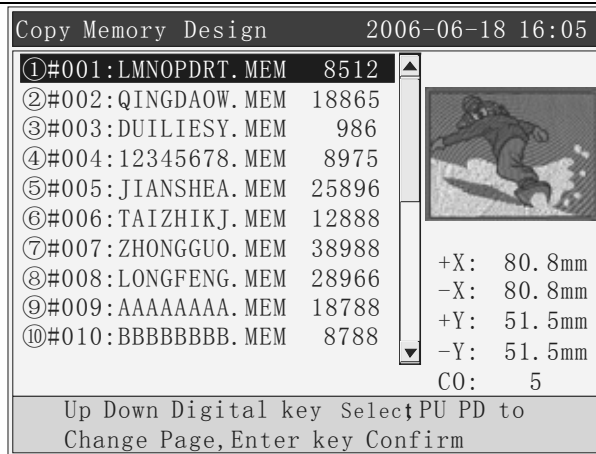 Copy Memory Design 2006-06-18 16:05
①#001:LMNOPDRT.MEM 8512
②#002:QINGDAOW.MEM 18865
③#003:DUILIESY.MEM 986
④#004:12345678.MEM 8975
⑤#005:JIANSHEA.MEM 25896
⑥#006:TAIZHIKJ.MEM 12888
⑦#007:ZHONGGUO.MEM 38988
⑧#008:LONGFENG.MEM 28966
⑨#009:AAAAAAAA.MEM 18788
⑩#010:BBBBBBBB.MEM 8788
+X: 80.8mm
-X: 80.8mm
+Y: 51.5mm
-Y: 51.5mm
CO: 5
Up Down Digital key Select;PU PD to
Change Page,Enter key Confirm